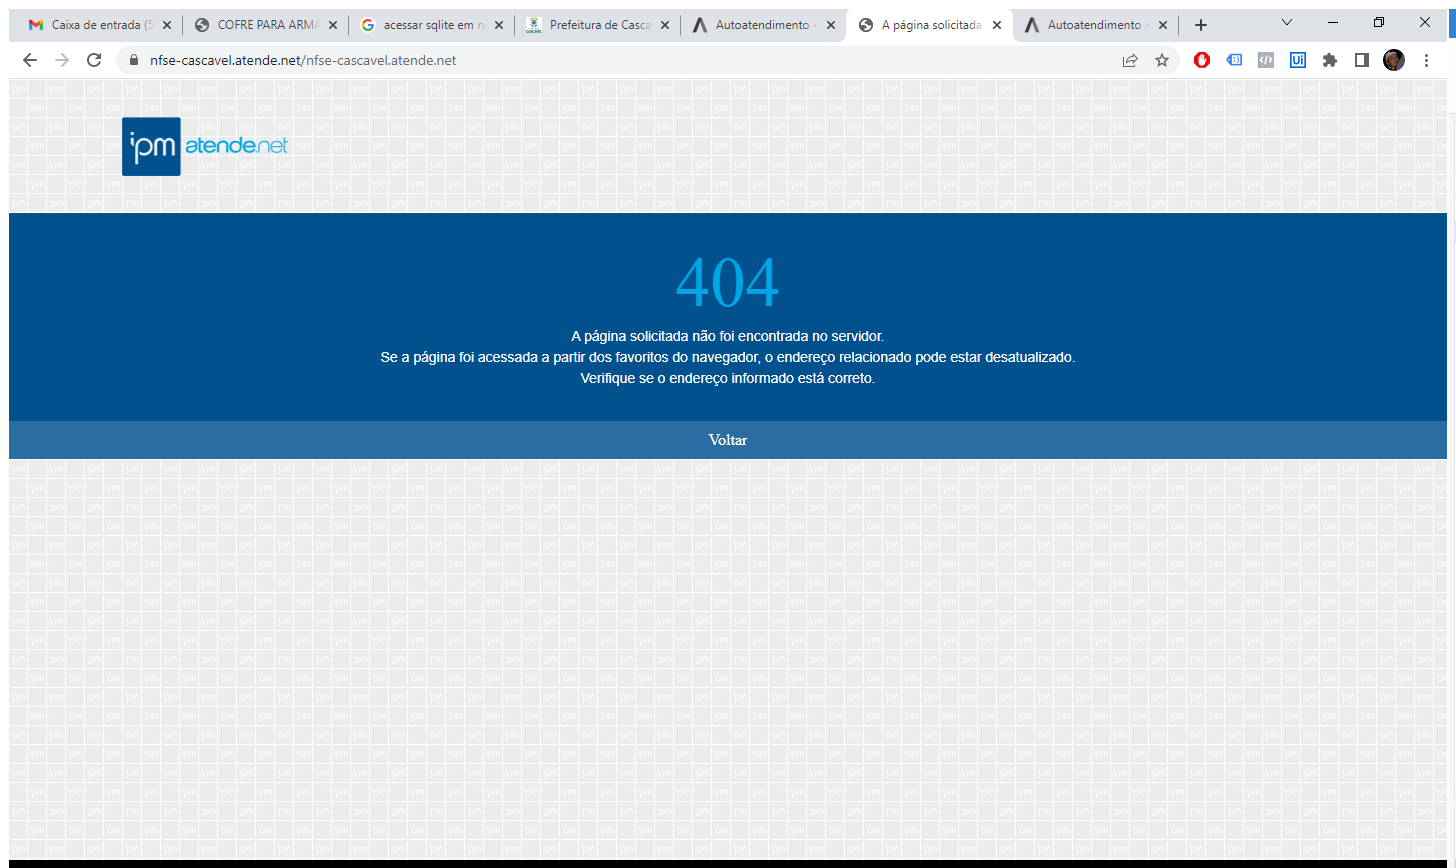 Caixa de entrada (5
COFRE PARA ARMA
acessar sqlite em n
Prefeitura de Casca
Autoatendimento -
A página solicitada
Autoatendimento -
nfse-cascavel.atende.net/nfse-cascavel.atende.net
ipm atende.net
404
A página solicitada não foi encontrada no servidor.
Se a página foi acessada a partir dos favoritos do navegador, o endereço relacionado pode estar desatualizado.
Verifique se o endereço informado está correto.
Voltar